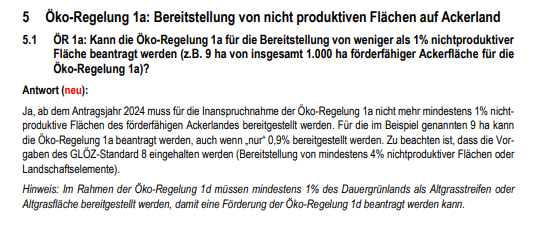 5 Öko-Regelung 1a: Bereitstellung von nicht produktiven Flächen auf Ackerland
5.1 ÖR 1a: Kann die Öko-Regelung 1a für die Bereitstellung von weniger als 1% nichtproduktiver
Fläche beantragt werden (z.B. 9 ha von insgesamt 1.000 ha förderfähiger Ackerfläche für die
Öko-Regelung 1a)?
Antwort (neu):
Ja, ab dem Antragsjahr 2024 muss für die Inanspruchnahme der Öko-Regelung 1a nicht mehr mindestens 1% nicht-
produktive Flächen des förderfähigen Ackerlandes bereitgestellt werden. Für die im Beispiel genannten 9 ha kann
die Öko-Regelung 1a beantragt werden, auch wenn „nur“ 0,9% bereitgestellt werden. Zu beachten ist, dass die Vor-
gaben des GLÖZ-Standard 8 eingehalten werden (Bereitstellung von mindestens 4% nichtproduktiver Flächen oder
Landschaftselemente).
Hinweis: Im Rahmen der Öko-Regelung 1d müssen mindestens 1% des Dauergrünlands als Altgrasstreifen oder
Altgrasfläche bereitgestellt werden, damit eine Förderung der Öko-Regelung 1d beantragt werden kann.